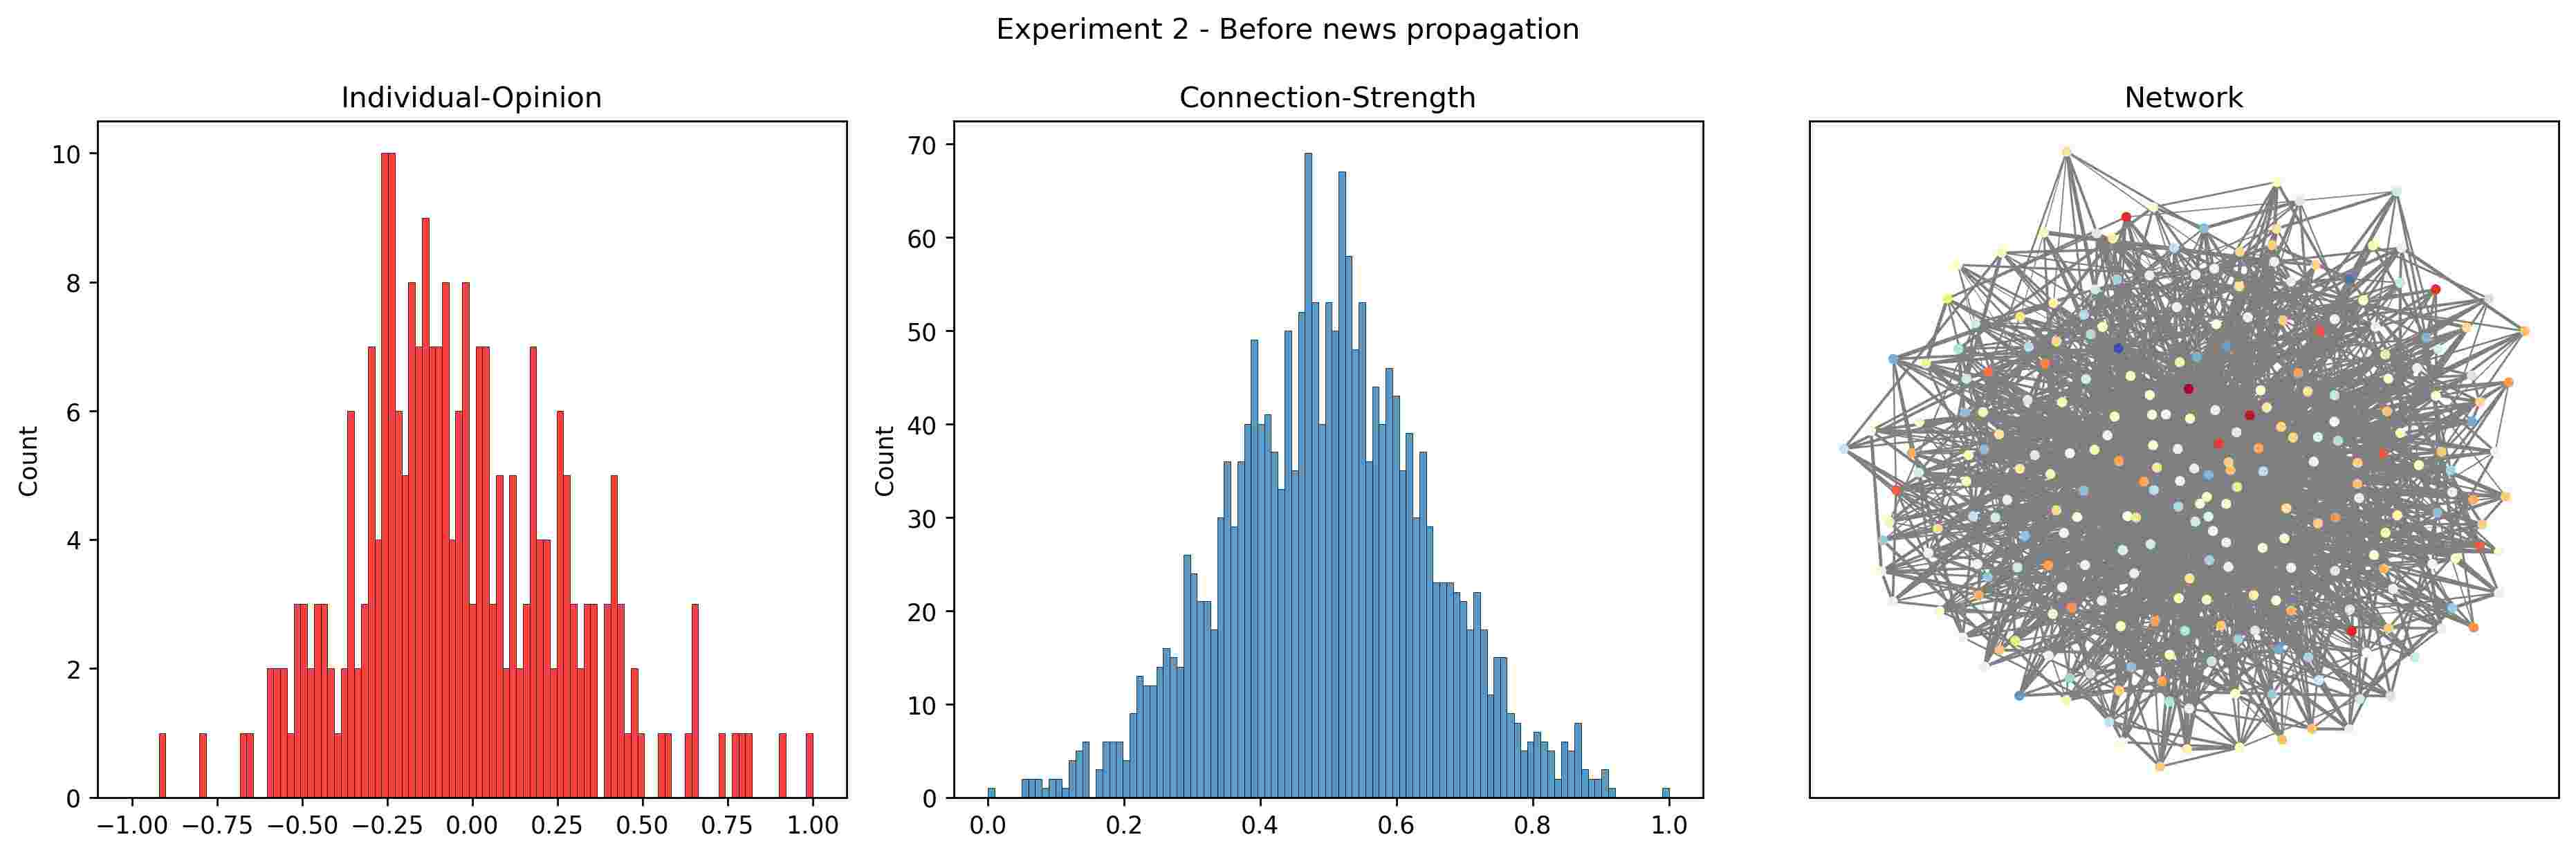 Experiment 2 - Before news propagation
Individual-Opinion
Count
10
8
6
4
2
0
−1.00 −0.75 −0.50 −0.25 0.00 0.25 0.50 0.75 1.00
Connection-Strength
Count
70
60
50
40
30
20
10
0
0.0 0.2 0.4 0.6 0.8 1.0
Network